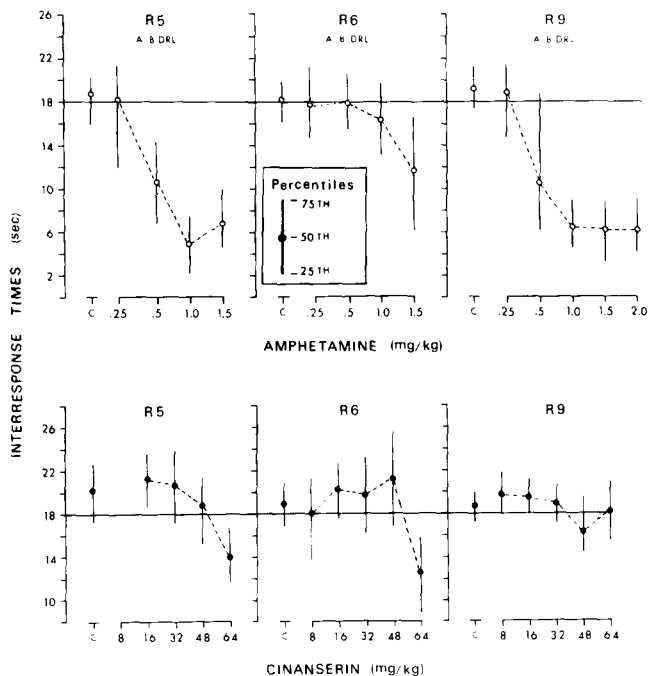 R5 R6 R9
A B DRL A B DRL A B DRL
26
22
18
14
10
6
2
Percentiles
75TH
50TH
25TH
C .25 .5 1.0 1.5 C .25 .5 1.0 1.5 C .25 .5 1.0 1.5 2.0
AMPHETAMINE (mg/kg)
INTERRESPONSE TIMES (sec)
R5 R6 R9
26
22
18
14
10
C 8 16 32 48 64 C 8 16 32 48 64 C 8 16 32 48 64
CINANSERIN (mg/kg)